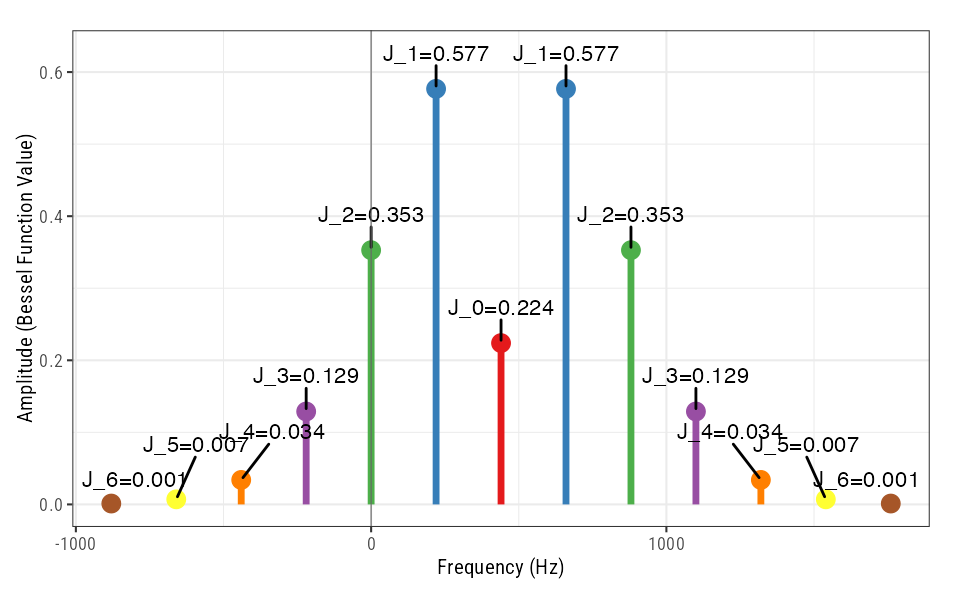 J_1=0.577 J_1=0.577
0.6
J_2=0.353 J_2=0.353
0.4
J_0=0.224
J_3=0.129 J_3=0.129
0.2
J_4=0.034 J_4=0.034
J_5=0.007 J_5=0.007
J_6=0.001 J_6=0.001
0.0
-1000 0 1000
Frequency (Hz)
Amplitude (Bessel Function Value)